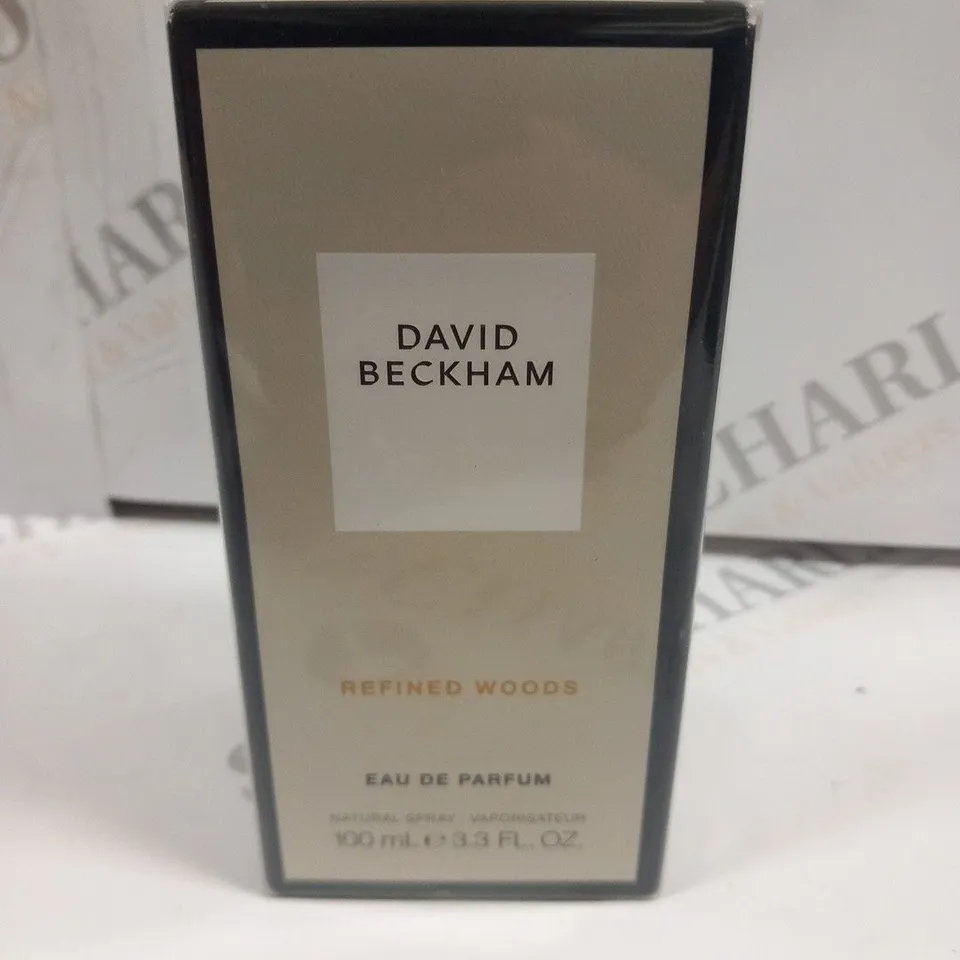 DAVID
BECKHAM
REFINED WOODS
EAU DE PARFUM
NATURAL SPRAY VAPORISATEUR
100 mL ℮ 3.3 FL. OZ.